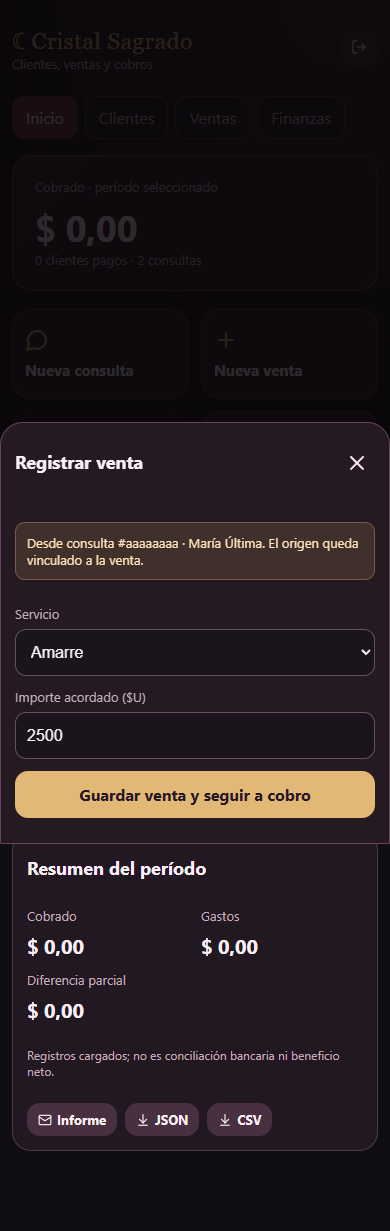 Cristal Sagrado
Clientes, ventas y cobros
Inicio
Clientes
Ventas
Finanzas
Cobrado · período seleccionado
$ 0,00
0 clientes pagos · 2 consultas
Nueva consulta
Nueva venta
Registrar venta
Desde consulta #aaaaaaaa · María Última. El origen queda
vinculado a la venta.
Servicio
Amarre
Importe acordado ($U)
2500
Guardar venta y seguir a cobro
Resumen del período
Cobrado
Gastos
$ 0,00
$ 0,00
Diferencia parcial
$ 0,00
Registros cargados; no es conciliación bancaria ni beneficio
neto.
Informe
JSON
CSV